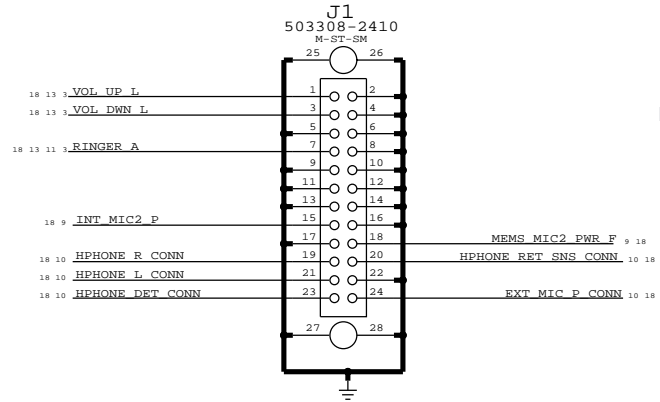 J1
503308-2410
M-ST-SM
25 26
18 13 3 VOL_UP_L 1 2
18 13 3 VOL_DWN_L 3 4
5 6
18 13 11 3 RINGER_A 7 8
9 10
11 12
13 14
18 9 INT_MIC2_P 15 16
17 18 MEMS_MIC2_PWR_F 9 18
18 10 HPHONE_R_CONN 19 20 HPHONE_RET_SNS_CONN 10 18
18 10 HPHONE_L_CONN 21 22
18 10 HPHONE_DET_CONN 23 24 EXT_MIC_P_CONN 10 18
27 28